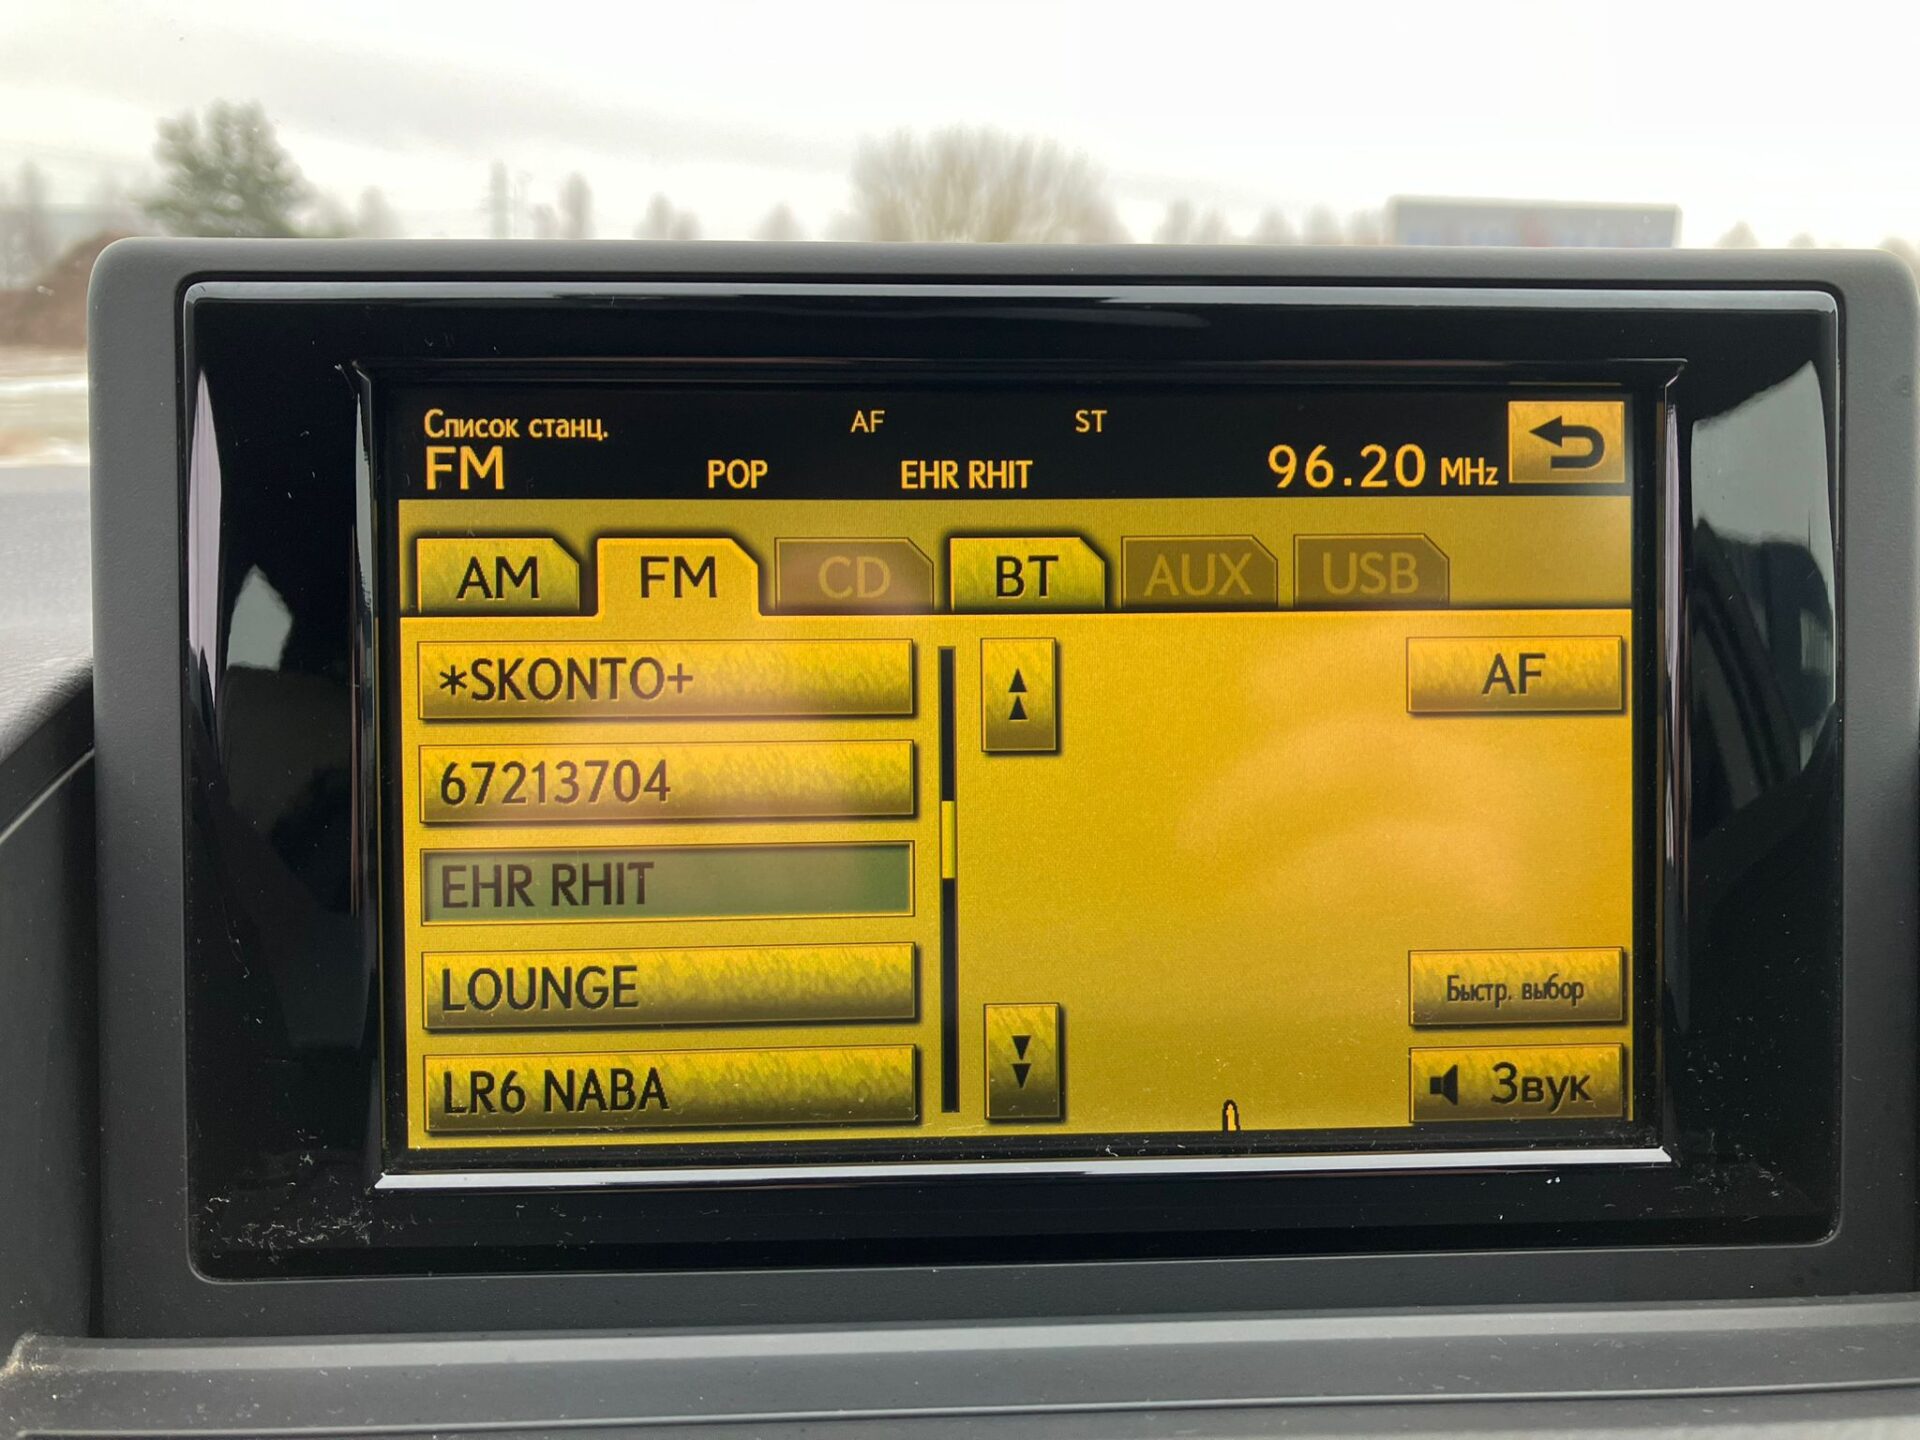 Список станц.
AF
ST
FM
POP
EHR RHIT
96.20 MHz
AM
FM
CD
BT
AUX
USB
*SKONTO+
AF
67213704
EHR RHIT
LOUNGE
Быстр. выбор
LR6 NABA
Звук